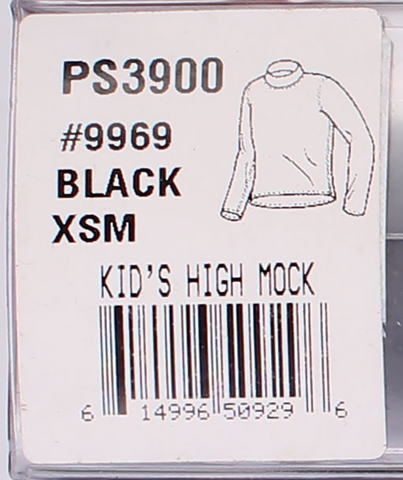 PS3900
#9969
BLACK
XSM
KID'S HIGH MOCK
6 14996 50929 6